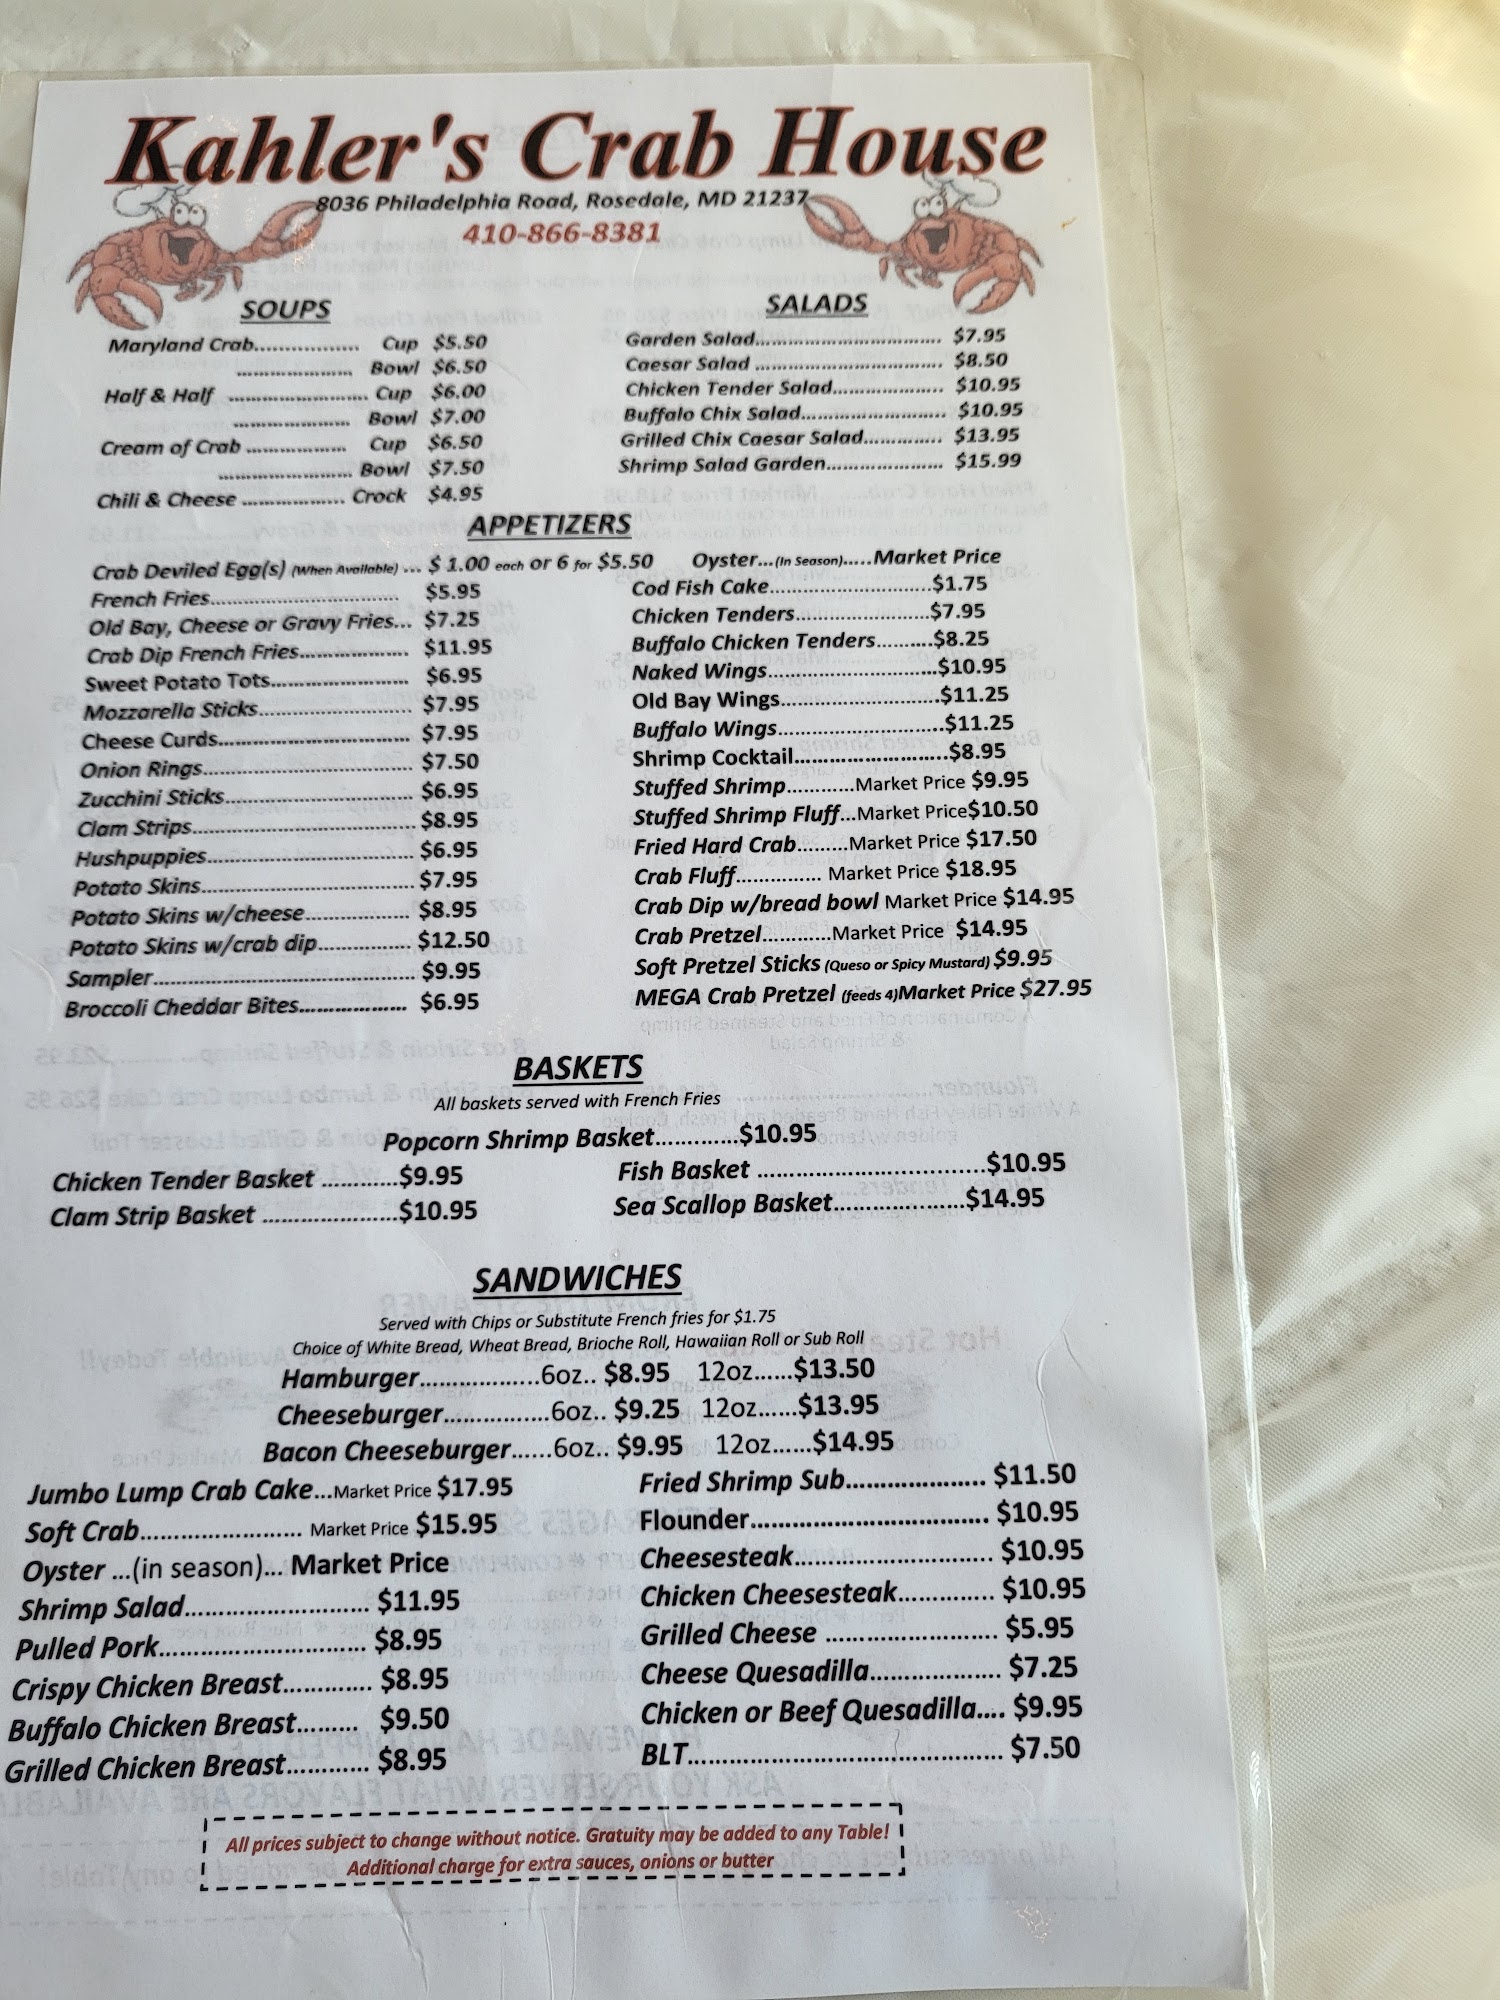 Kahler's Crab House
8036 Philadelphia Road, Rosedale, MD 21237
410-866-8381
SOUPS
Maryland Crab................. Cup $5.50
..................... Bowl $6.50
Half & Half ......................... Cup $6.00
..................... Bowl $7.00
Cream of Crab .................. Cup $6.50
........................ Bowl $7.50
Chili & Cheese ................... Crock $4.95
SALADS
Garden Salad.................................. $7.95
Caesar Salad .................................. $8.50
Chicken Tender Salad.................... $10.95
Buffalo Chix Salad.......................... $10.95
Grilled Chix Caesar Salad.............. $13.95
Shrimp Salad Garden..................... $15.99
APPETIZERS
Crab Deviled Egg(s) (When Available) ... $ 1.00 each or 6 for $5.50
French Fries.................................. $5.95
Old Bay, Cheese or Gravy Fries... $7.25
Crab Dip French Fries.................... $11.95
Sweet Potato Tots......................... $6.95
Mozzarella Sticks........................... $7.95
Cheese Curds................................... $7.95
Onion Rings..................................... $7.50
Zucchini Sticks................................. $6.95
Clam Strips........................................ $8.95
Hushpuppies..................................... $6.95
Potato Skins...................................... $7.95
Potato Skins w/cheese................... $8.95
Potato Skins w/crab dip................. $12.50
Sampler............................................... $9.95
Broccoli Cheddar Bites.................... $6.95
Oyster...(In Season).....Market Price
Cod Fish Cake..............................$1.75
Chicken Tenders.........................$7.95
Buffalo Chicken Tenders..........$8.25
Naked Wings...............................$10.95
Old Bay Wings.............................$11.25
Buffalo Wings..............................$11.25
Shrimp Cocktail...........................$8.95
Stuffed Shrimp............Market Price $9.95
Stuffed Shrimp Fluff...Market Price$10.50
Fried Hard Crab.........Market Price $17.50
Crab Fluff............... Market Price $18.95
Crab Dip w/bread bowl Market Price $14.95
Crab Pretzel............Market Price $14.95
Soft Pretzel Sticks (Queso or Spicy Mustard) $9.95
MEGA Crab Pretzel (feeds 4)Market Price $27.95
BASKETS
All baskets served with French Fries
Popcorn Shrimp Basket.............$10.95
Chicken Tender Basket ............$9.95
Clam Strip Basket .....................$10.95
Fish Basket ...................................$10.95
Sea Scallop Basket.....................$14.95
SANDWICHES
Served with Chips or Substitute French fries for $1.75
Choice of White Bread, Wheat Bread, Brioche Roll, Hawaiian Roll or Sub Roll
Hamburger..................6oz.. $8.95 12oz......$13.50
Cheeseburger................6oz.. $9.25 12oz......$13.95
Bacon Cheeseburger......6oz.. $9.95 12oz......$14.95
Jumbo Lump Crab Cake...Market Price $17.95
Soft Crab........................ Market Price $15.95
Oyster ...(in season)... Market Price
Shrimp Salad............................ $11.95
Pulled Pork............................... $8.95
Crispy Chicken Breast............. $8.95
Buffalo Chicken Breast......... $9.50
Grilled Chicken Breast............ $8.95
Fried Shrimp Sub..................... $11.50
Flounder................................... $10.95
Cheesesteak............................. $10.95
Chicken Cheesesteak.............. $10.95
Grilled Cheese .......................... $5.95
Cheese Quesadilla................... $7.25
Chicken or Beef Quesadilla.... $9.95
BLT............................................... $7.50
All prices subject to change without notice. Gratuity may be added to any Table!
Additional charge for extra sauces, onions or butter